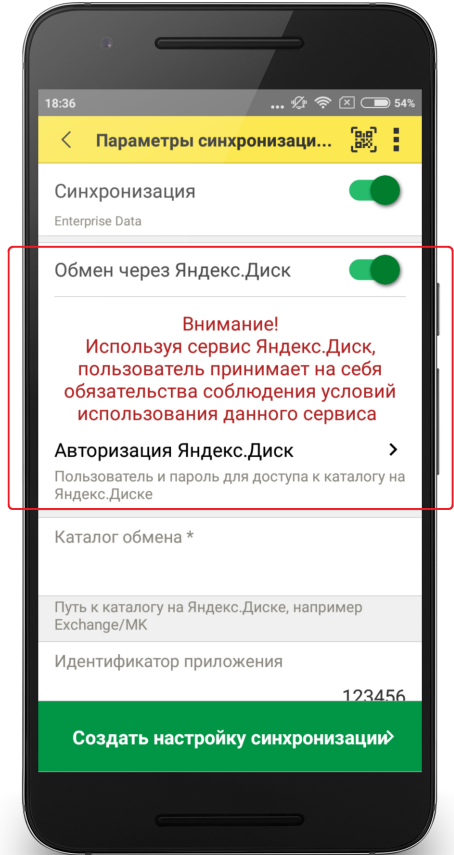 18:36 ... 54%
Параметры синхронизаци...
Синхронизация
Enterprise Data
Обмен через Яндекс.Диск
Внимание!
Используя сервис Яндекс.Диск,
пользователь принимает на себя
обязательства соблюдения условий
использования данного сервиса
Авторизация Яндекс.Диск
Пользователь и пароль для доступа к каталогу на
Яндекс.Диске
Каталог обмена *
Путь к каталогу на Яндекс.Диске, например
Exchange/МК
Идентификатор приложения
123456
Создать настройку синхронизации